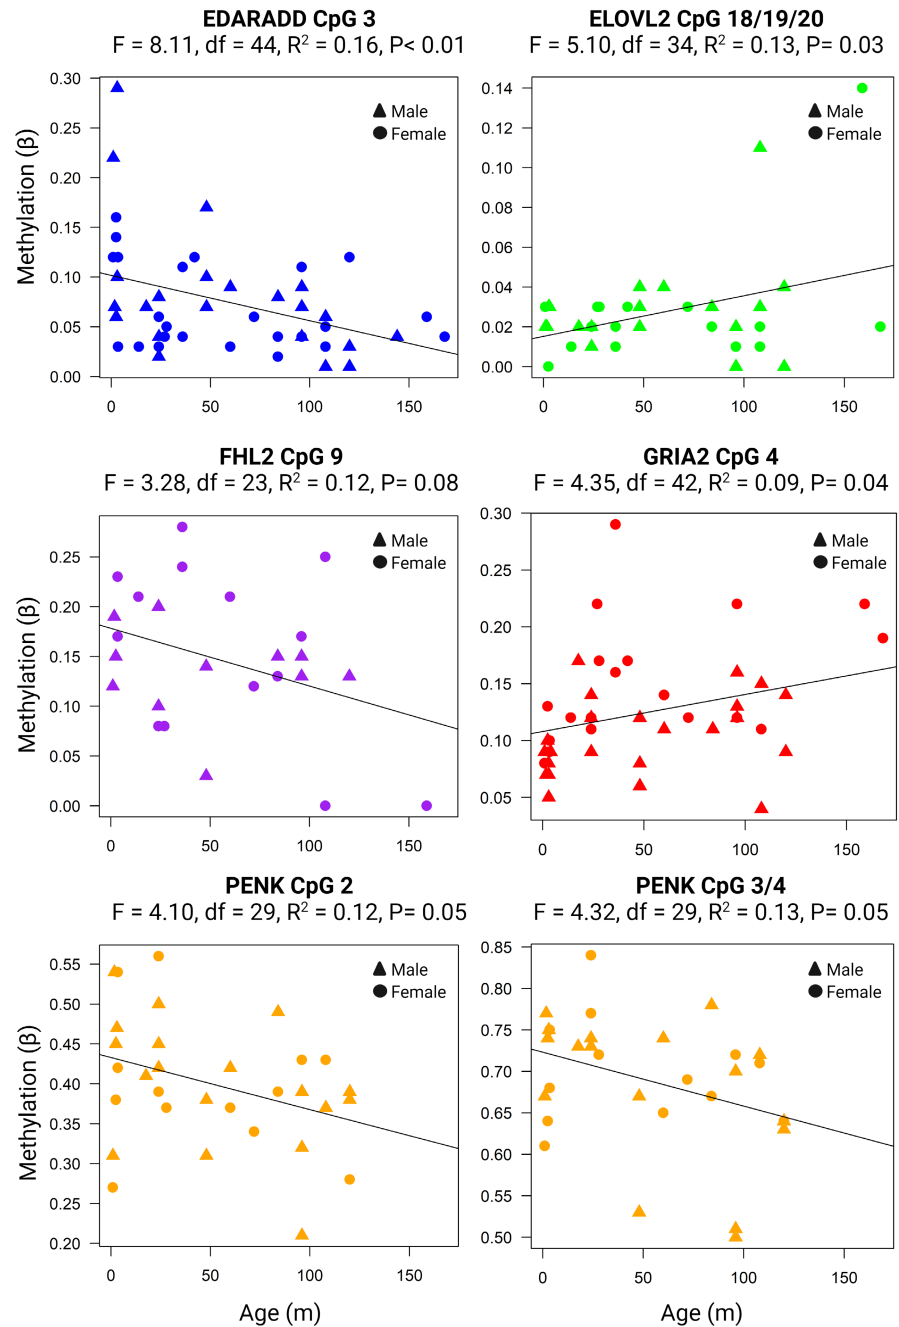 EDARADD CpG 3
F = 8.11, df = 44, R² = 0.16, P< 0.01
Methylation (β)
0.30
0.25
0.20
0.15
0.10
0.05
0.00
Male
Female
0 50 100 150
ELOVL2 CpG 18/19/20
F = 5.10, df = 34, R² = 0.13, P= 0.03
0.14
0.12
0.10
0.08
0.06
0.04
0.02
0.00
Male
Female
0 50 100 150
FHL2 CpG 9
F = 3.28, df = 23, R² = 0.12, P= 0.08
Methylation (β)
0.25
0.20
0.15
0.10
0.05
0.00
Male
Female
0 50 100 150
GRIA2 CpG 4
F = 4.35, df = 42, R² = 0.09, P= 0.04
0.30
0.25
0.20
0.15
0.10
0.05
Male
Female
0 50 100 150
PENK CpG 2
F = 4.10, df = 29, R² = 0.12, P= 0.05
Methylation (β)
0.55
0.50
0.45
0.40
0.35
0.30
0.25
0.20
Male
Female
0 50 100 150
Age (m)
PENK CpG 3/4
F = 4.32, df = 29, R² = 0.13, P= 0.05
0.85
0.80
0.75
0.70
0.65
0.60
0.55
0.50
Male
Female
0 50 100 150
Age (m)